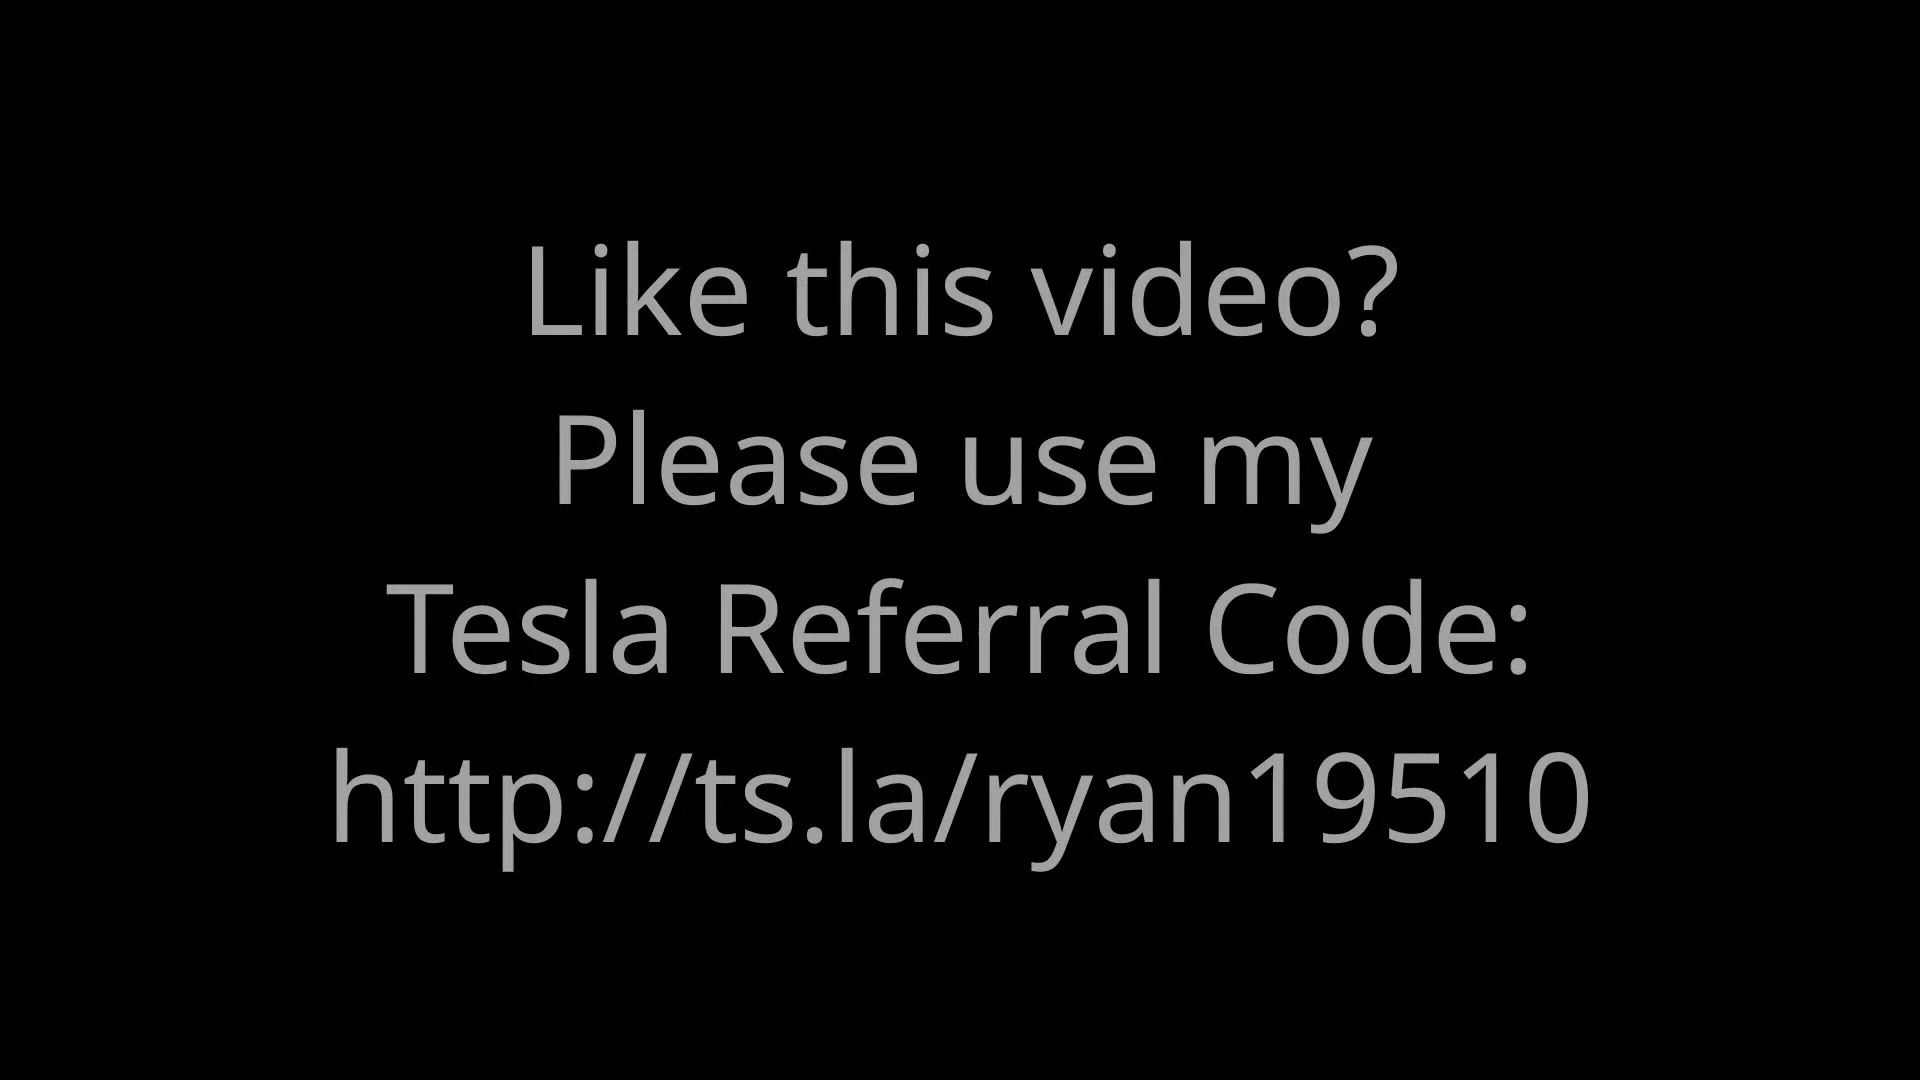 Like this video?
Please use my
Tesla Referral Code:
http://ts.la/ryan19510